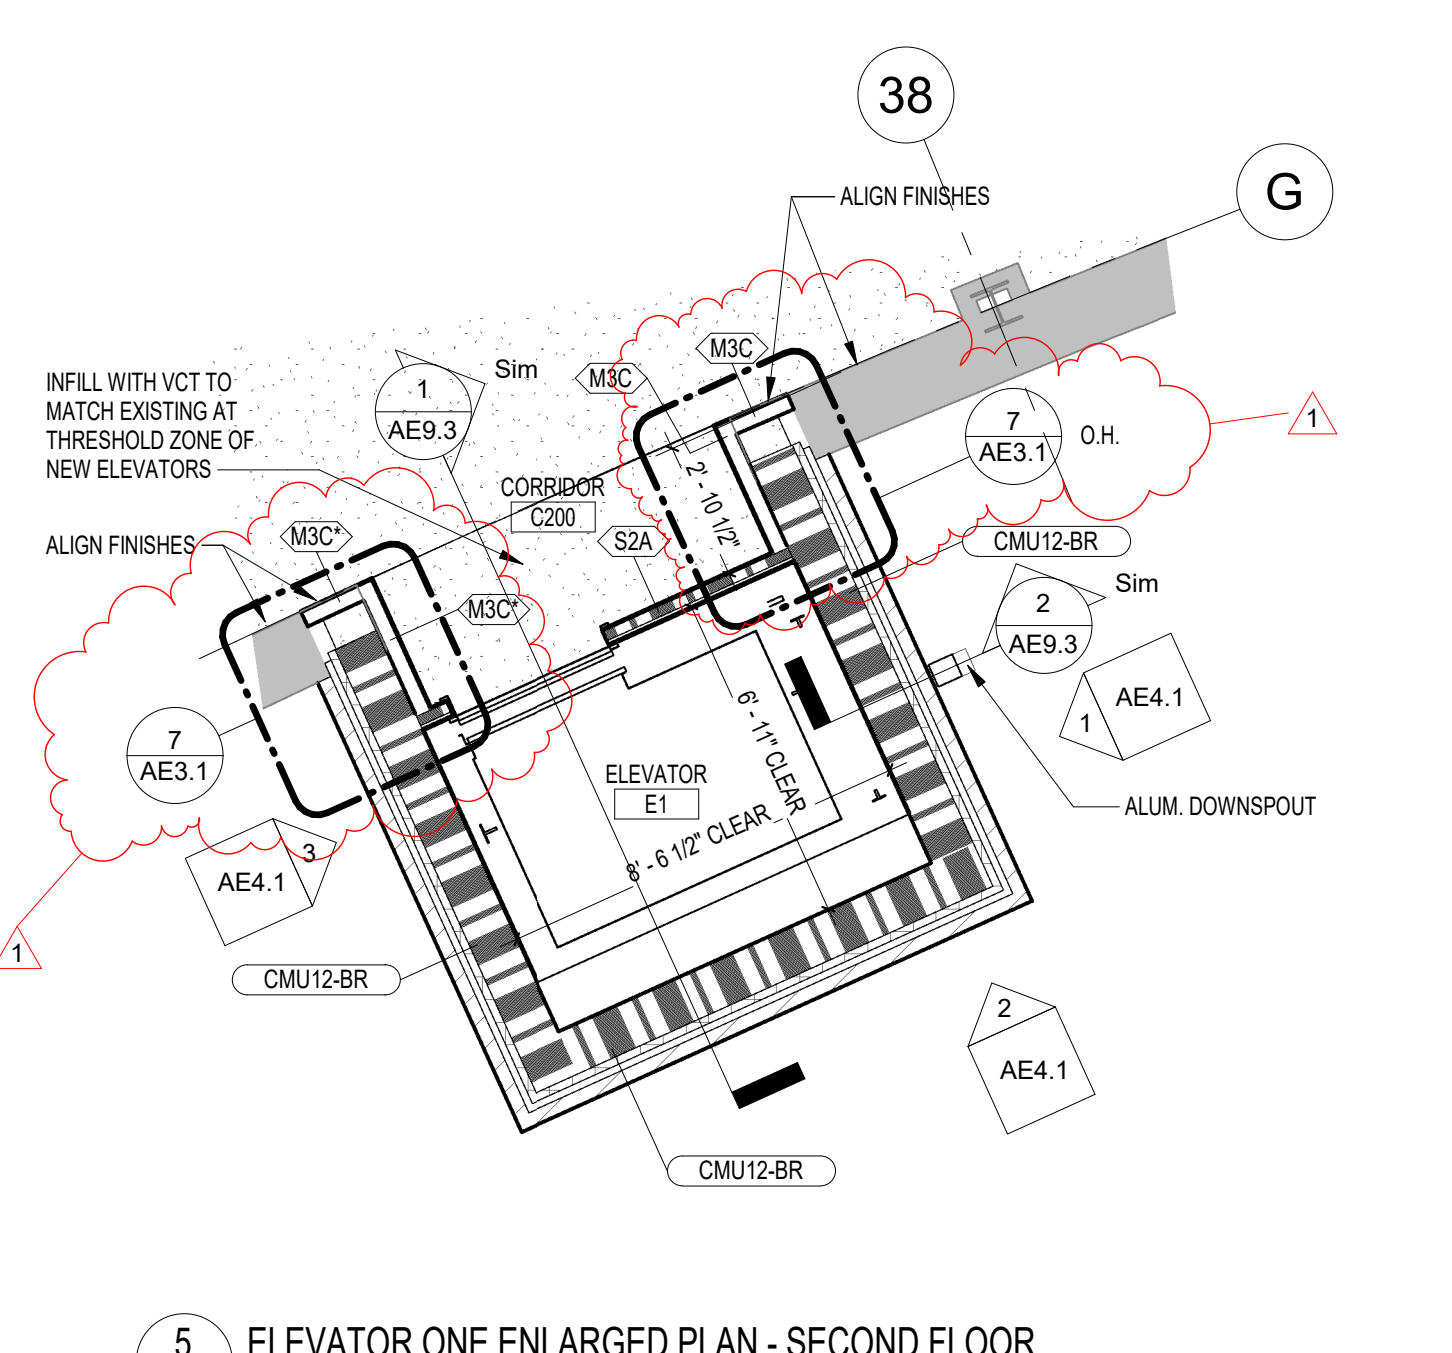 38
G
ALIGN FINISHES
M3C
M3C
1
AE9.3
Sim
INFILL WITH VCT TO
MATCH EXISTING AT
THRESHOLD ZONE OF
NEW ELEVATORS
7
AE3.1
O.H.
1
2' - 10 1/2"
CORRIDOR
C200
S2A
CMU12-BR
M3C*
ALIGN FINISHES
M3C*
2
AE9.3
Sim
AE4.1
1
7
AE3.1
6' - 11" CLEAR
ELEVATOR
E1
8' - 6 1/2" CLEAR
ALUM. DOWNSPOUT
3
AE4.1
1
CMU12-BR
2
AE4.1
CMU12-BR
5
ELEVATOR ONE ENLARGED PLAN - SECOND FLOOR